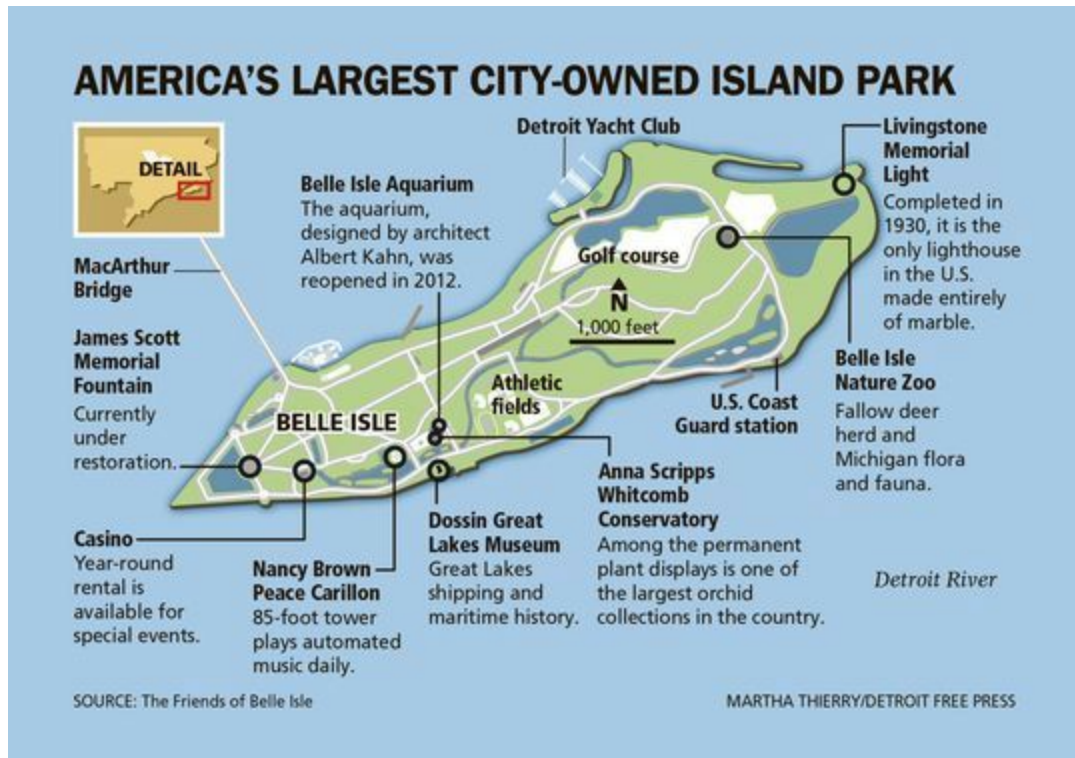 AMERICA'S LARGEST CITY-OWNED ISLAND PARK
DETAIL
MacArthur
Bridge
James Scott
Memorial
Fountain
Currently
under
restoration.
Belle Isle Aquarium
The aquarium,
designed by architect
Albert Kahn, was
reopened in 2012.
Detroit Yacht Club
Livingstone
Memorial
Light
Completed in
1930, it is the
only lighthouse
in the U.S.
made entirely
of marble.
Golf course
N
1,000 feet
Athletic
fields
BELLE ISLE
U.S. Coast
Guard station
Belle Isle
Nature Zoo
Fallow deer
herd and
Michigan flora
and fauna.
Casino
Year-round
rental is
available for
special events.
Nancy Brown
Peace Carillon
85-foot tower
plays automated
music daily.
Dossin Great
Lakes Museum
Great Lakes
shipping and
maritime history.
Anna Scripps
Whitcomb
Conservatory
Among the permanent
plant displays is one of
the largest orchid
collections in the country.
Detroit River
SOURCE: The Friends of Belle Isle
MARTHA THIERRY/DETROIT FREE PRESS